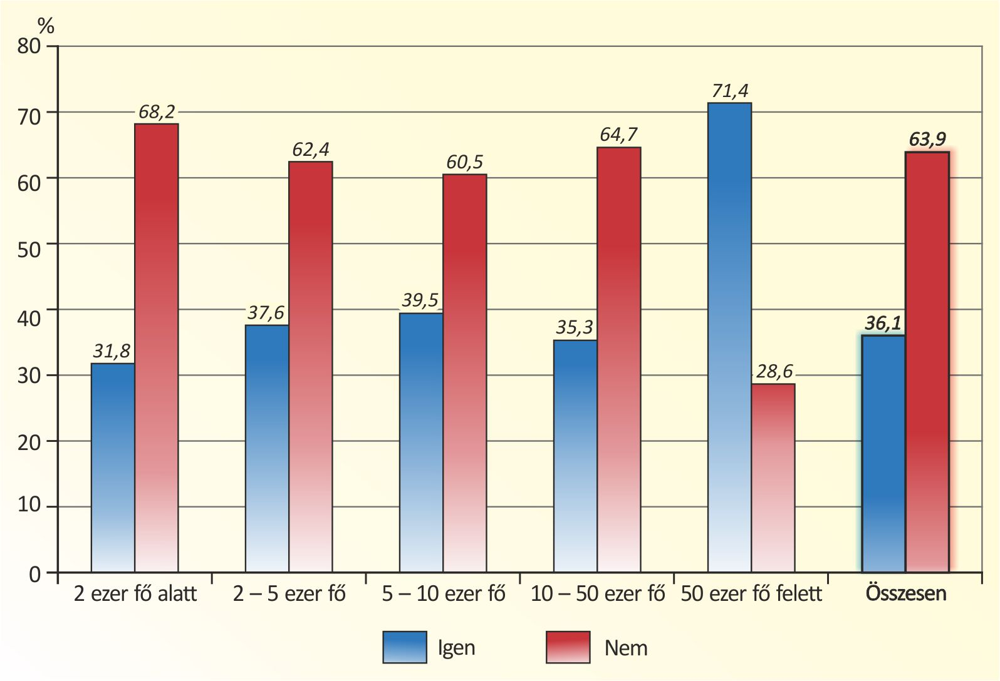 %
80
70
60
50
40
30
20
10
0
31,8
68,2
37,6
62,4
39,5
60,5
35,3
64,7
71,4
28,6
36,1
63,9
2 ezer fő alatt
2 – 5 ezer fő
5 – 10 ezer fő
10 – 50 ezer fő
50 ezer fő felett
Összesen
Igen
Nem